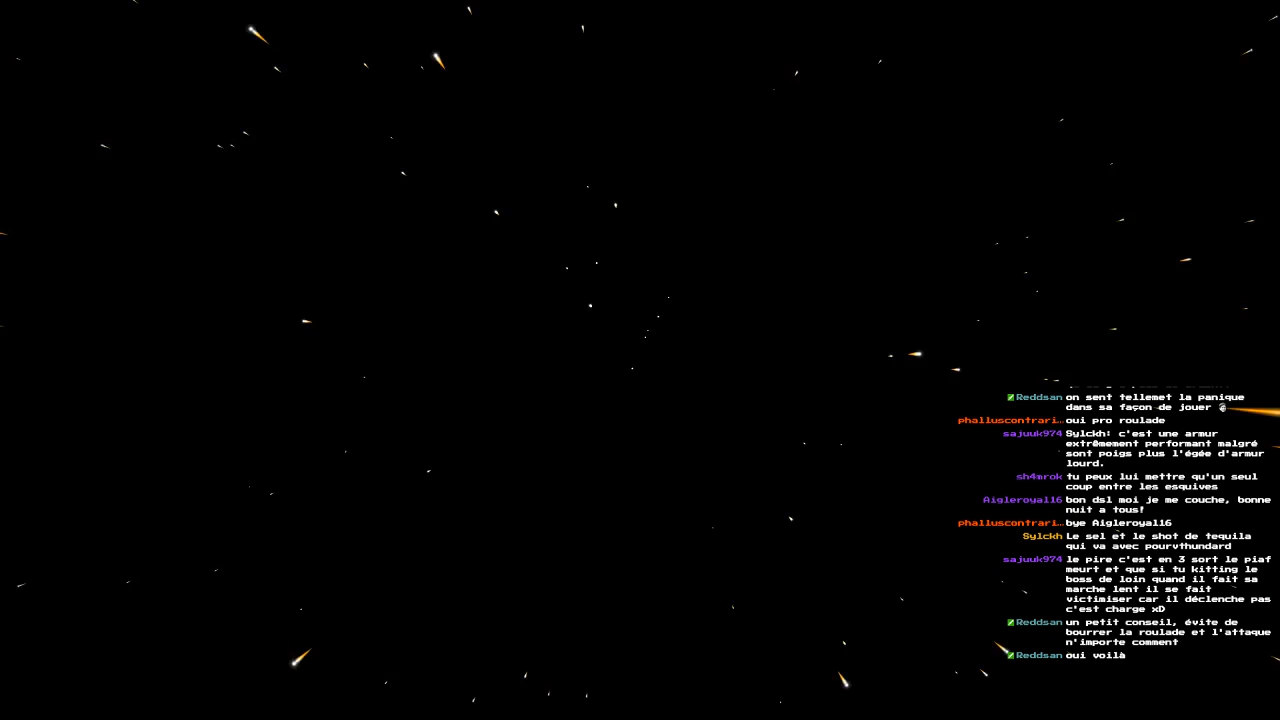 Reddsan on sent tellemet la panique
dans sa façon de jouer
phalluscontrari… oui pro roulade
sajuuk974 Sylckh: c'est une armur
extrêmement performant malgré
sont poigs plus l'égée d'armur
lourd.
sh4mrok tu peux lui mettre qu'un seul
coup entre les esquives
Aigleroyal16 bon dsl moi je me couche, bonne
nuit a tous!
phalluscontrari… bye Aigleroyal16
Sylckh Le sel et le shot de tequila
qui va avec pourvthundard
sajuuk974 le pire c'est en 3 sort le piaf
meurt et que si tu kitting le
boss de loin quand il fait sa
marche lent il se fait
victimiser car il déclenche pas
c'est charge xD
Reddsan un petit conseil, évite de
bourrer la roulade et l'attaque
n'importe comment
Reddsan oui voilà